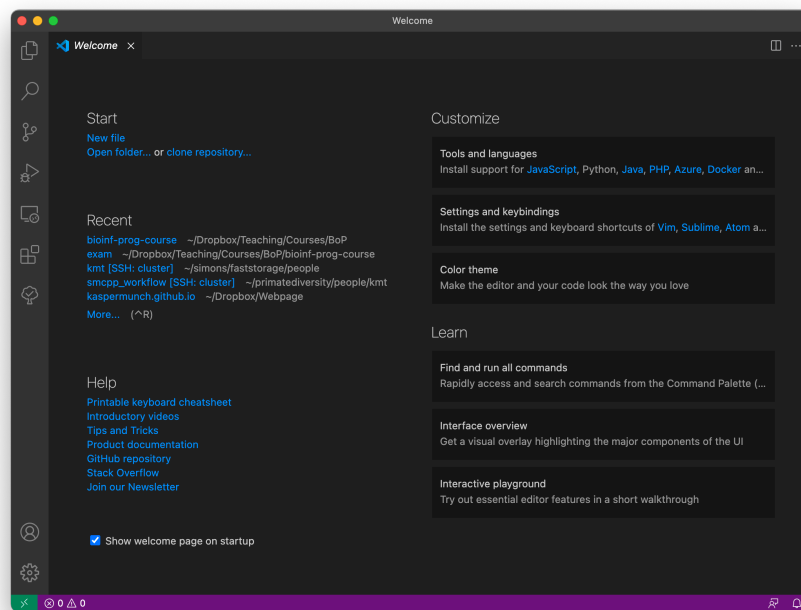 Welcome
Welcome
Start
New file
Open folder... or clone repository...
Recent
bioinf-prog-course ~/Dropbox/Teaching/Courses/BoP
exam ~/Dropbox/Teaching/Courses/BoP/bioinf-prog-course
kmt [SSH: cluster] ~/simons/faststorage/people
smcpp_workflow [SSH: cluster] ~/primatediversity/people/kmt
kaspermunch.github.io ~/Dropbox/Webpage
More... (^R)
Help
Printable keyboard cheatsheet
Introductory videos
Tips and Tricks
Product documentation
GitHub repository
Stack Overflow
Join our Newsletter
Show welcome page on startup
Customize
Tools and languages
Install support for JavaScript, Python, Java, PHP, Azure, Docker an...
Settings and keybindings
Install the settings and keyboard shortcuts of Vim, Sublime, Atom a...
Color theme
Make the editor and your code look the way you love
Learn
Find and run all commands
Rapidly access and search commands from the Command Palette (...
Interface overview
Get a visual overlay highlighting the major components of the UI
Interactive playground
Try out essential editor features in a short walkthrough
0 0